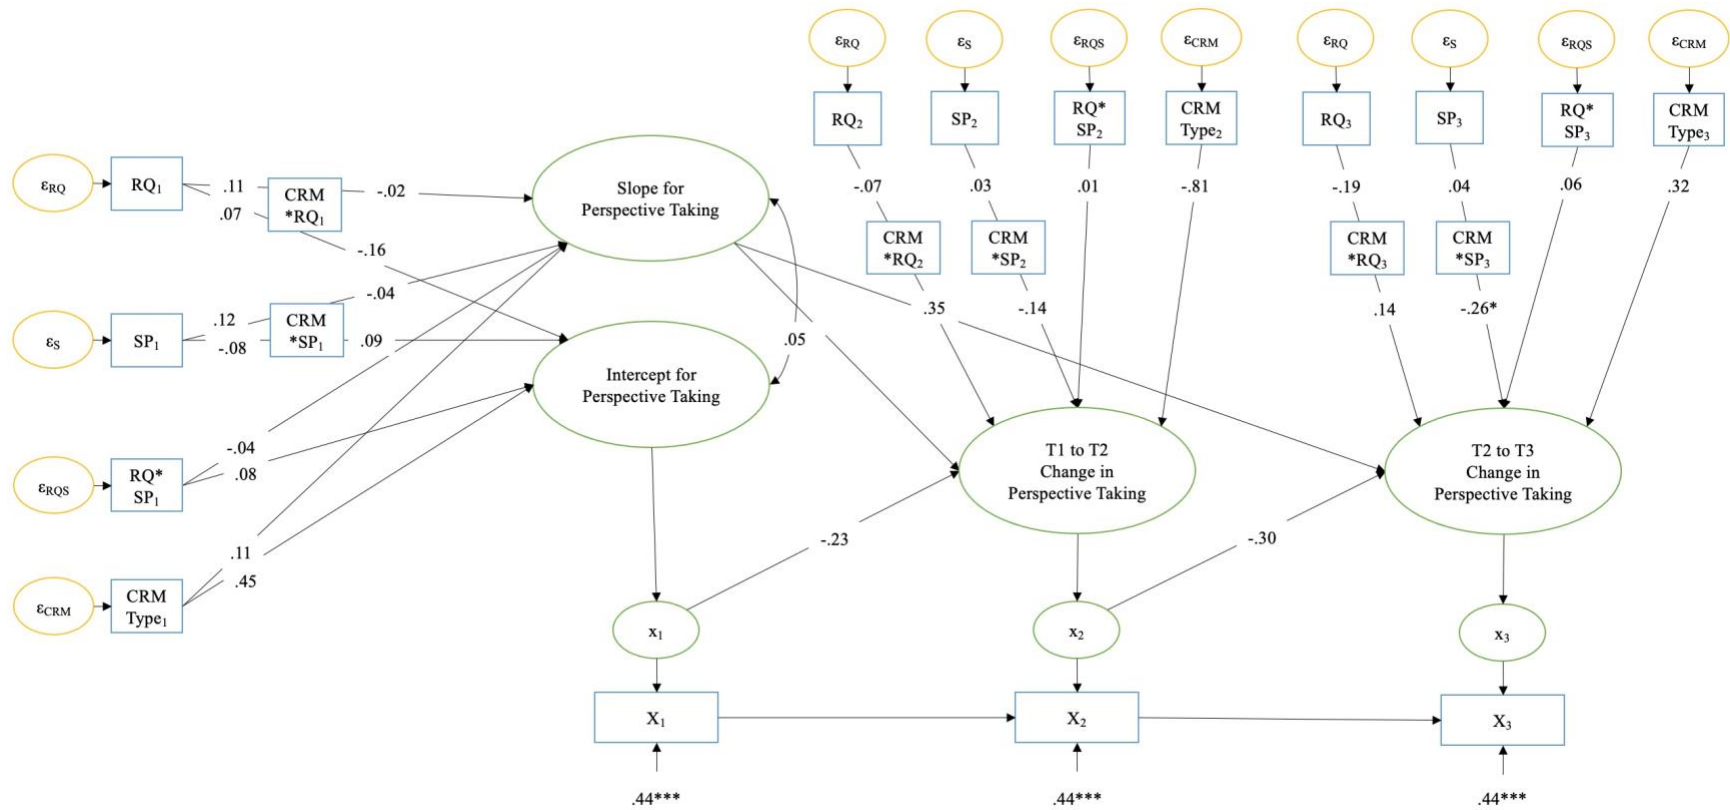 εRQ
εS
εRQS
εCRM
εRQ
εS
εRQS
εCRM
RQ2
SP2
RQ*
SP2
CRM
Type2
RQ3
SP3
RQ*
SP3
CRM
Type3
εRQ
RQ1
.11
.07
CRM
*RQ1
-.02
-.16
Slope for
Perspective Taking
-.07
.03
.01
-.81
-.19
.04
.06
.32
CRM
*RQ2
CRM
*SP2
CRM
*RQ3
CRM
*SP3
.35
-.14
.14
-.26*
εS
SP1
.12
-.08
CRM
*SP1
-.04
.09
.05
Intercept for
Perspective Taking
εRQS
RQ*
SP1
-.04
.08
T1 to T2
Change in
Perspective Taking
T2 to T3
Change in
Perspective Taking
εCRM
CRM
Type1
.11
.45
-.23
-.30
x1
x2
x3
X1
X2
X3
.44***
.44***
.44***